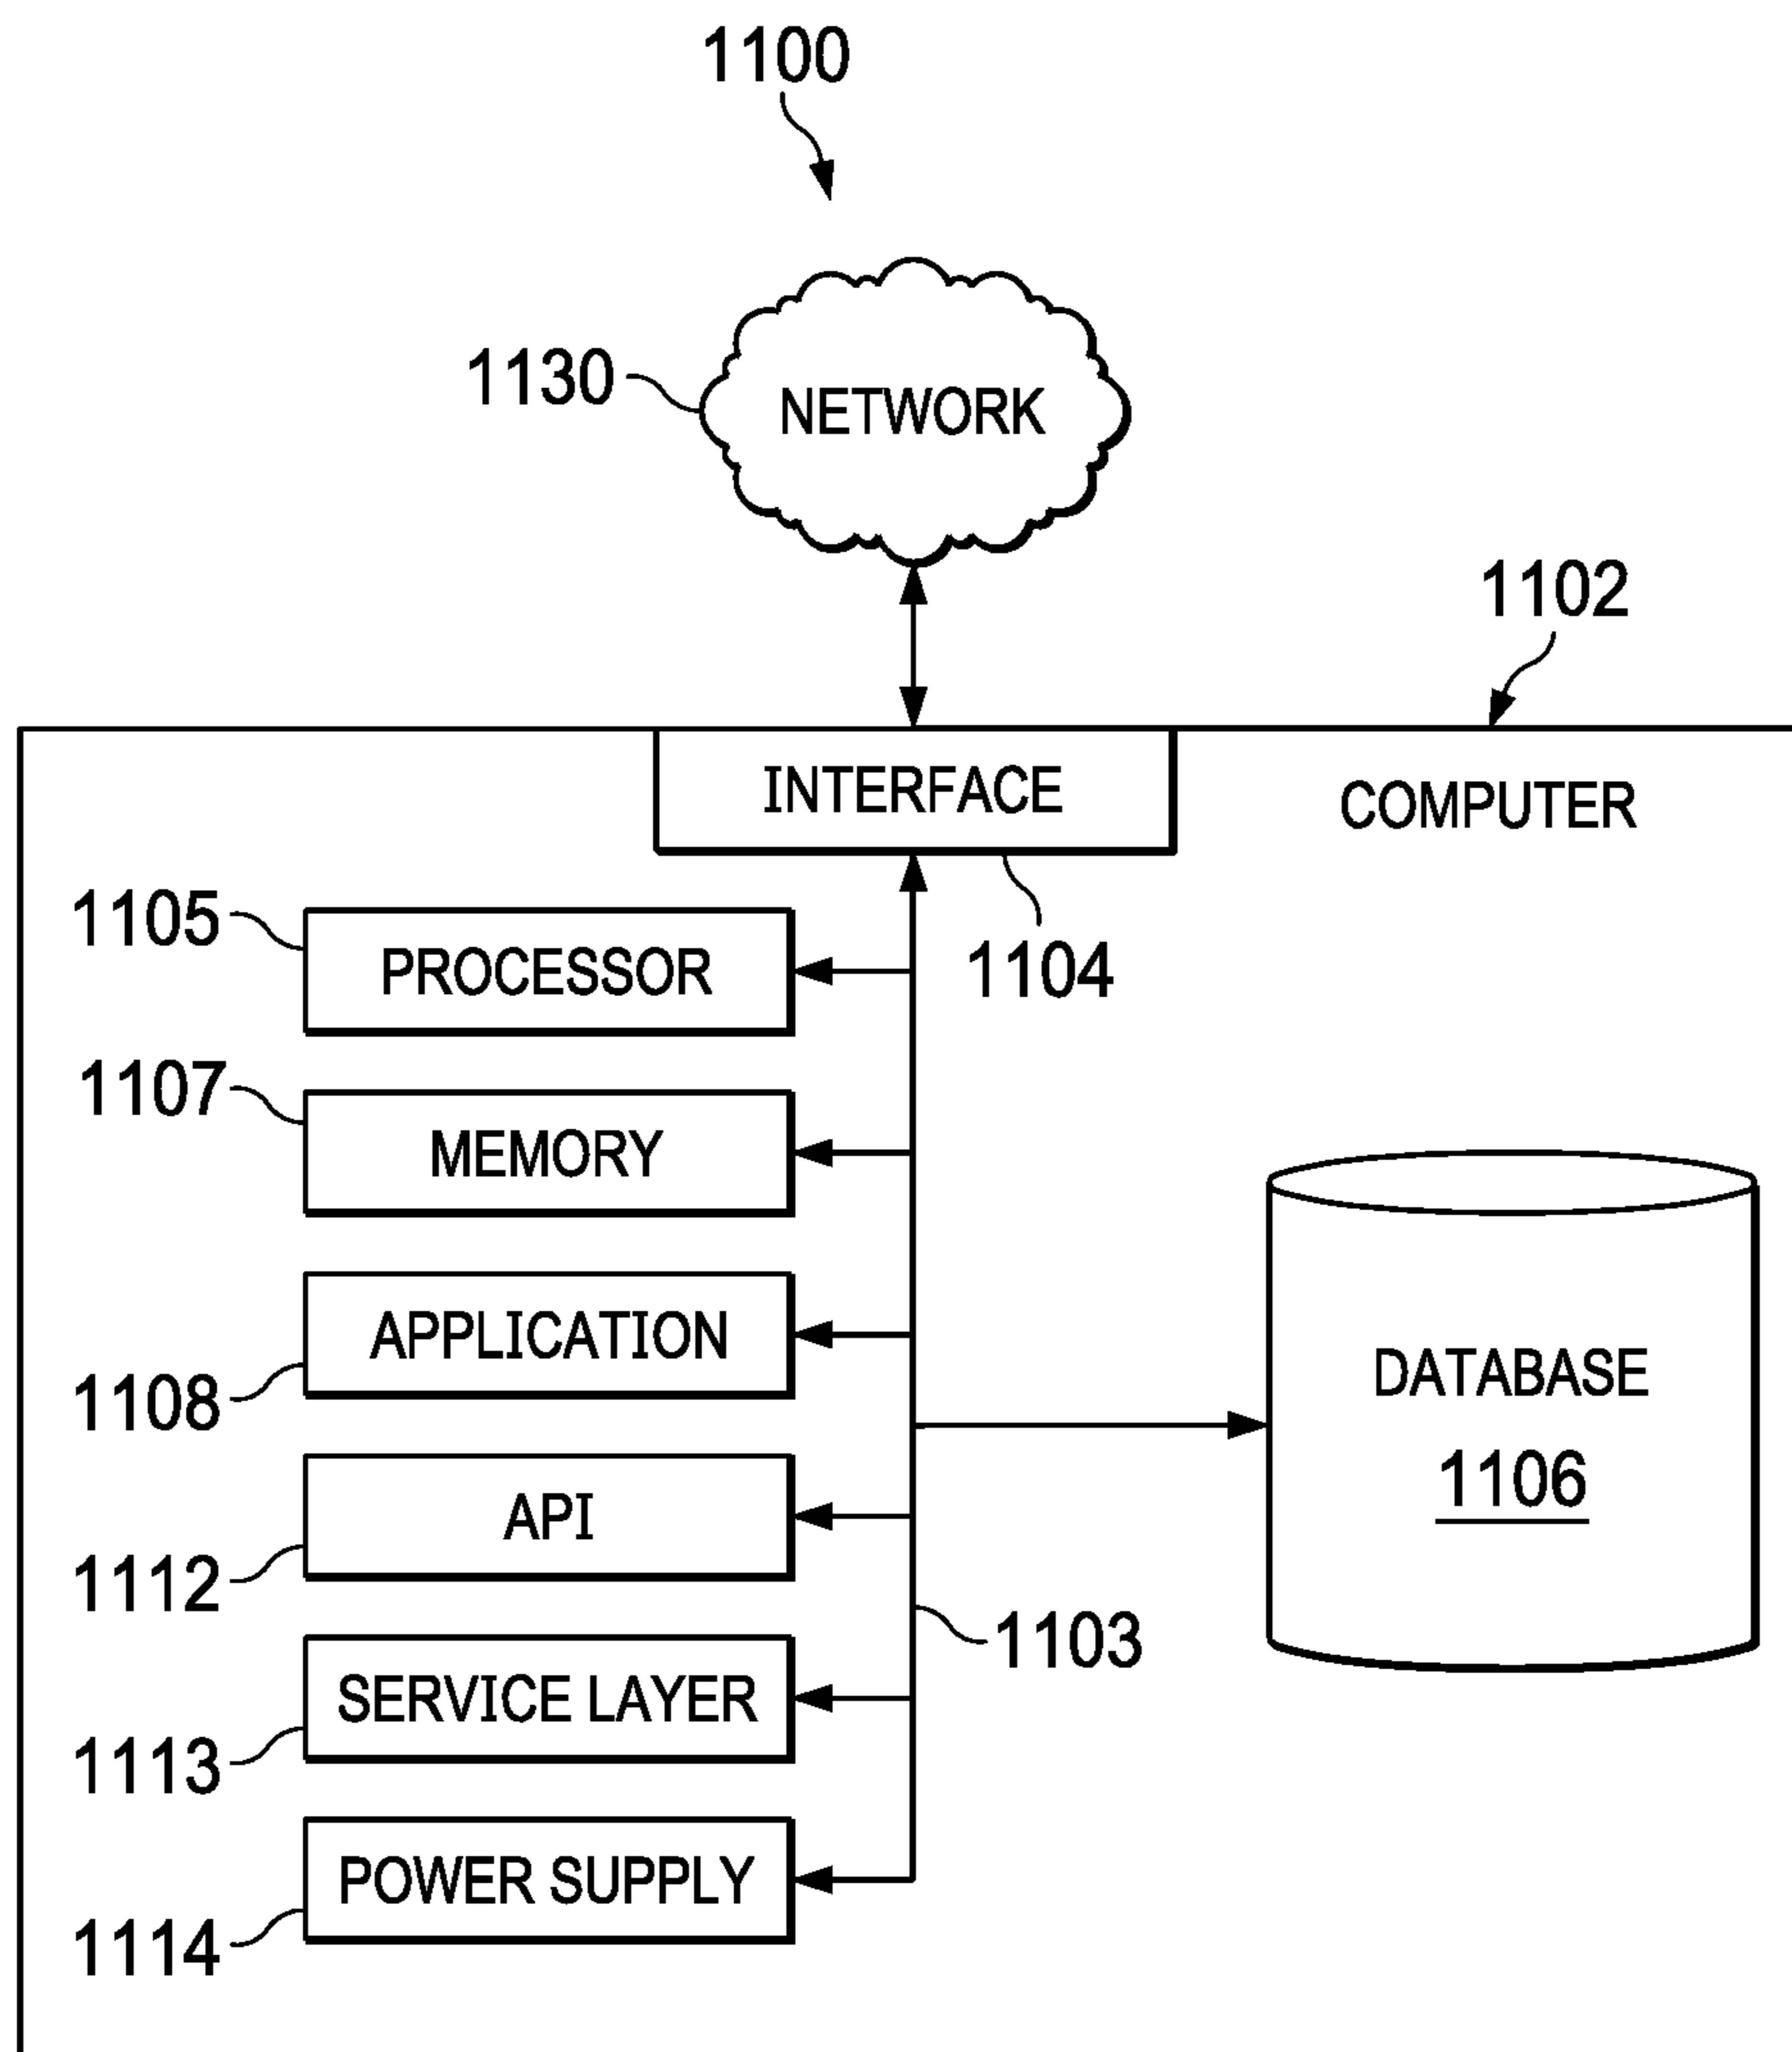 1100
1130
NETWORK
1102
INTERFACE
COMPUTER
1105
PROCESSOR
1104
1107
MEMORY
APPLICATION
1108
DATABASE
1106
API
1112
1103
SERVICE LAYER
1113
POWER SUPPLY
1114